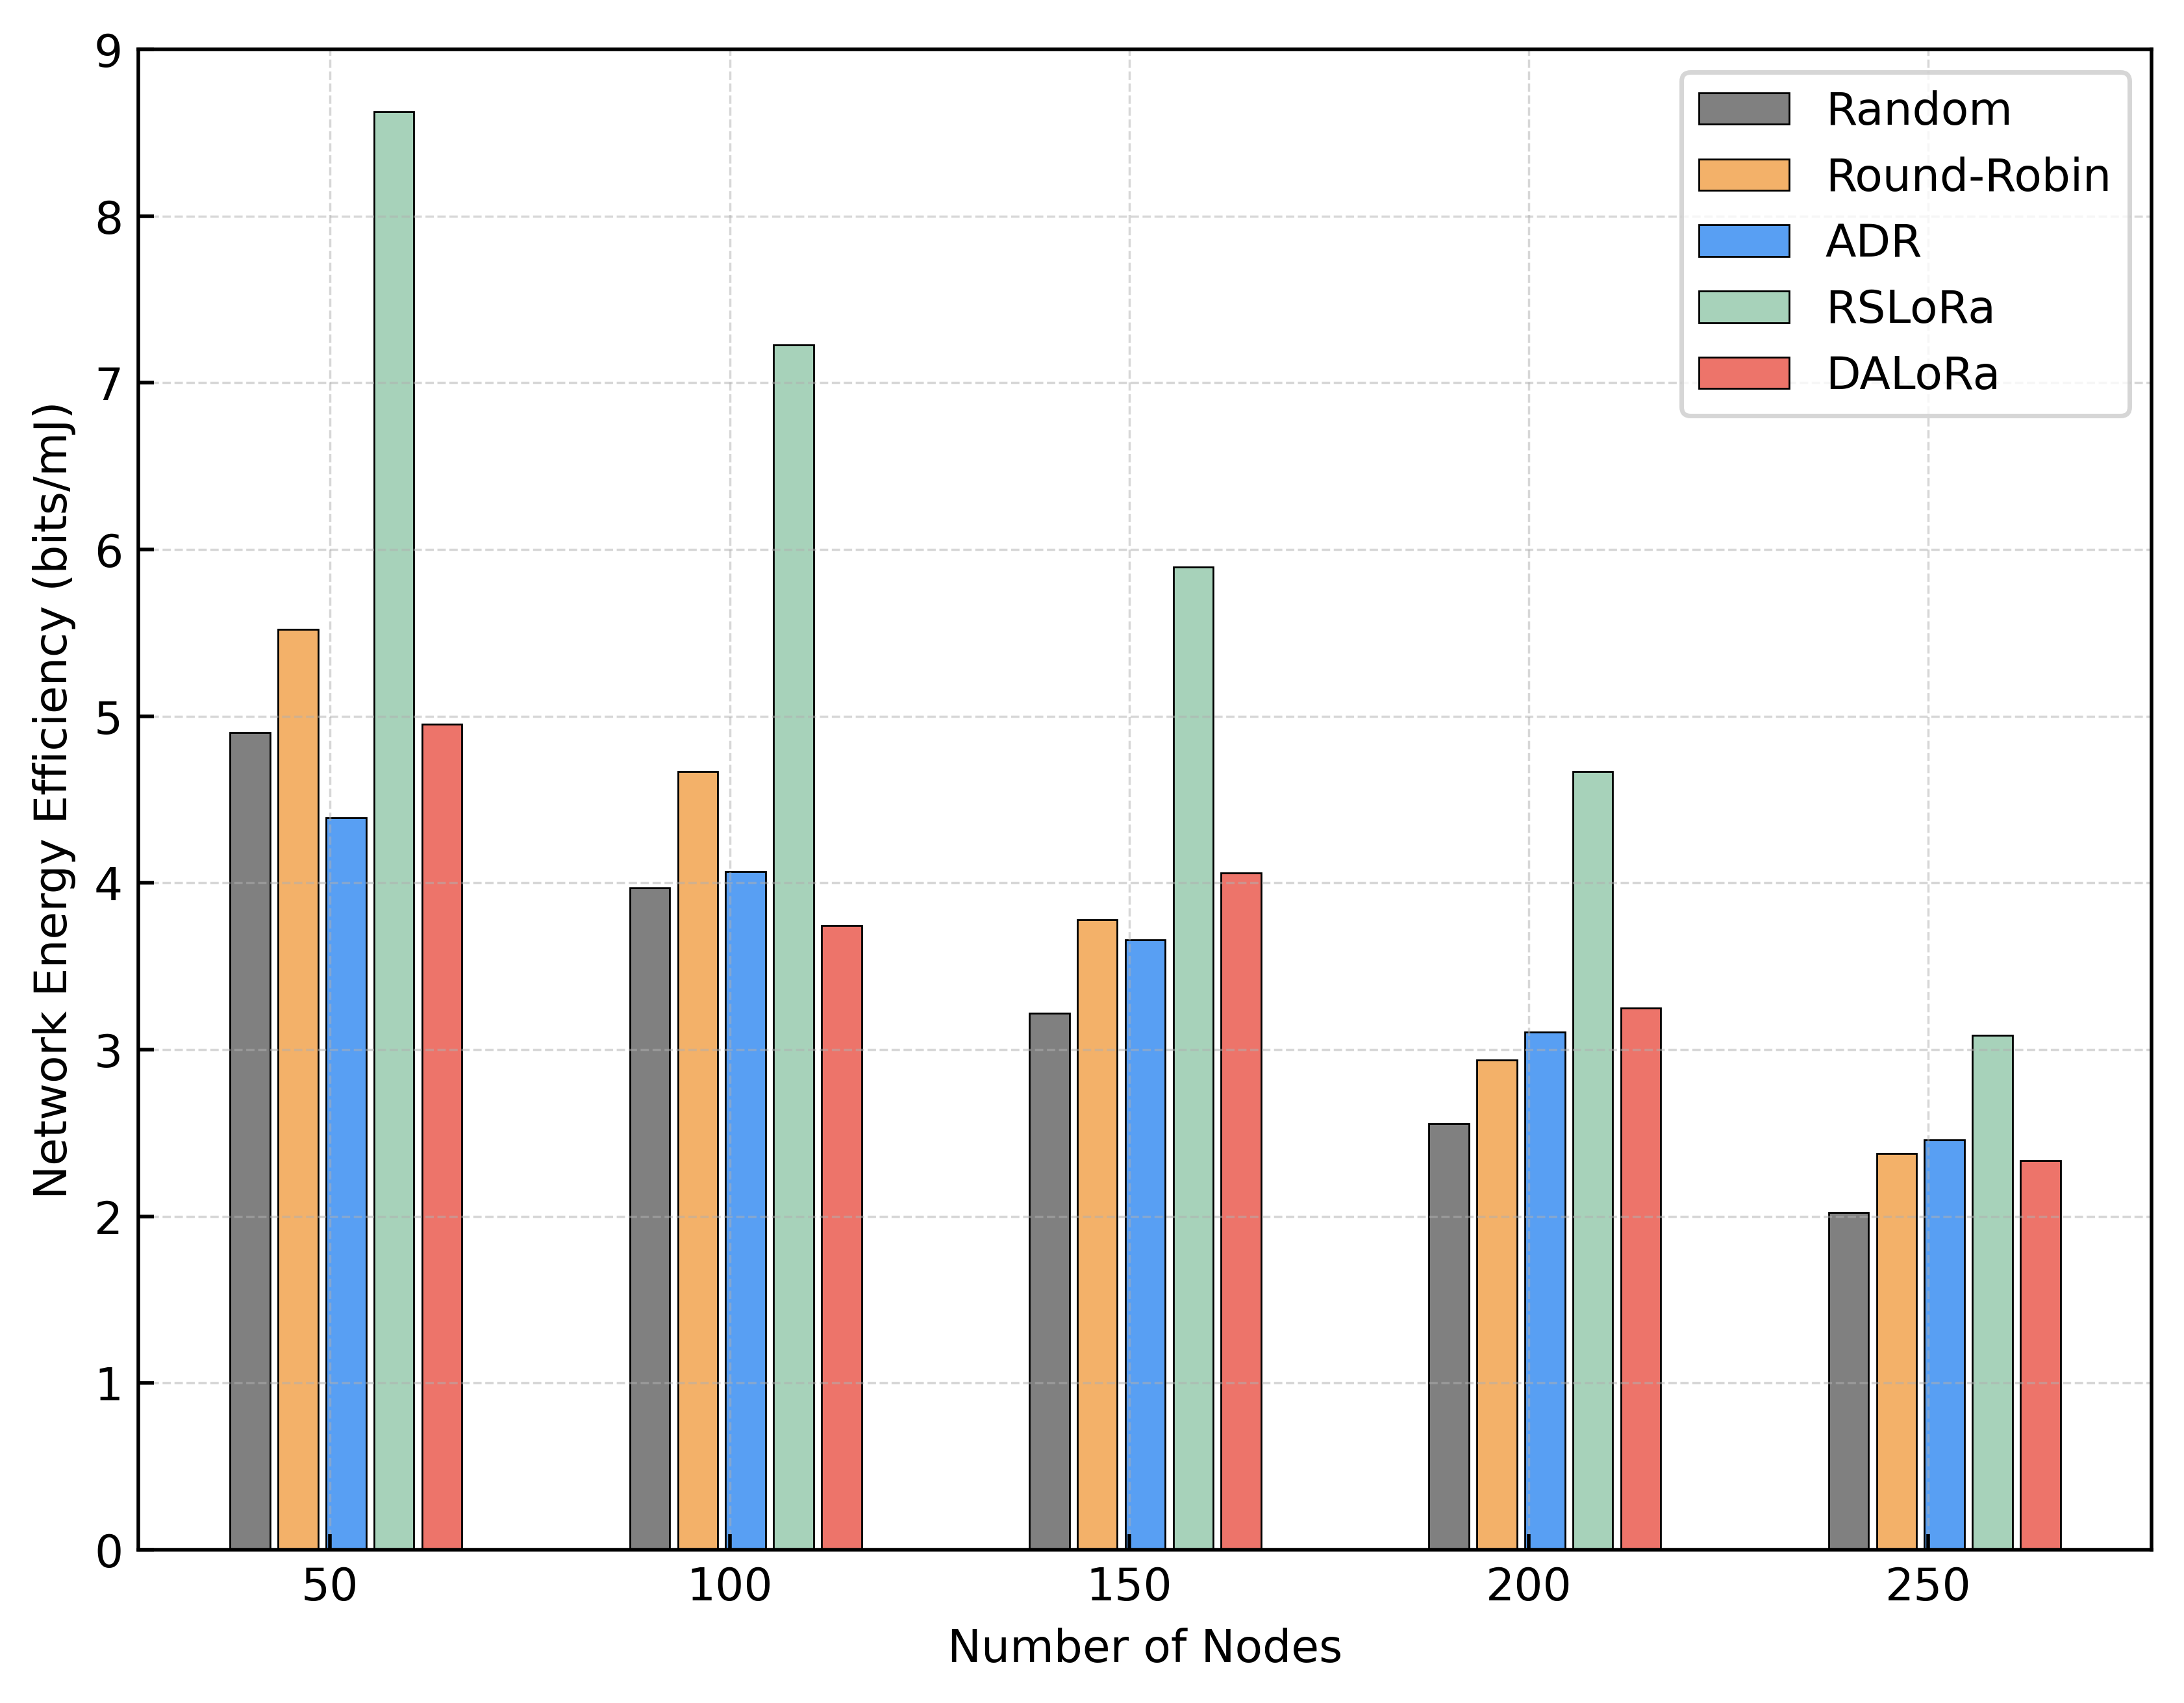 9
8
7
6
5
4
3
2
1
0
Network Energy Efficiency (bits/mJ)
Random
Round-Robin
ADR
RSLoRa
DALoRa
50 100 150 200 250
Number of Nodes